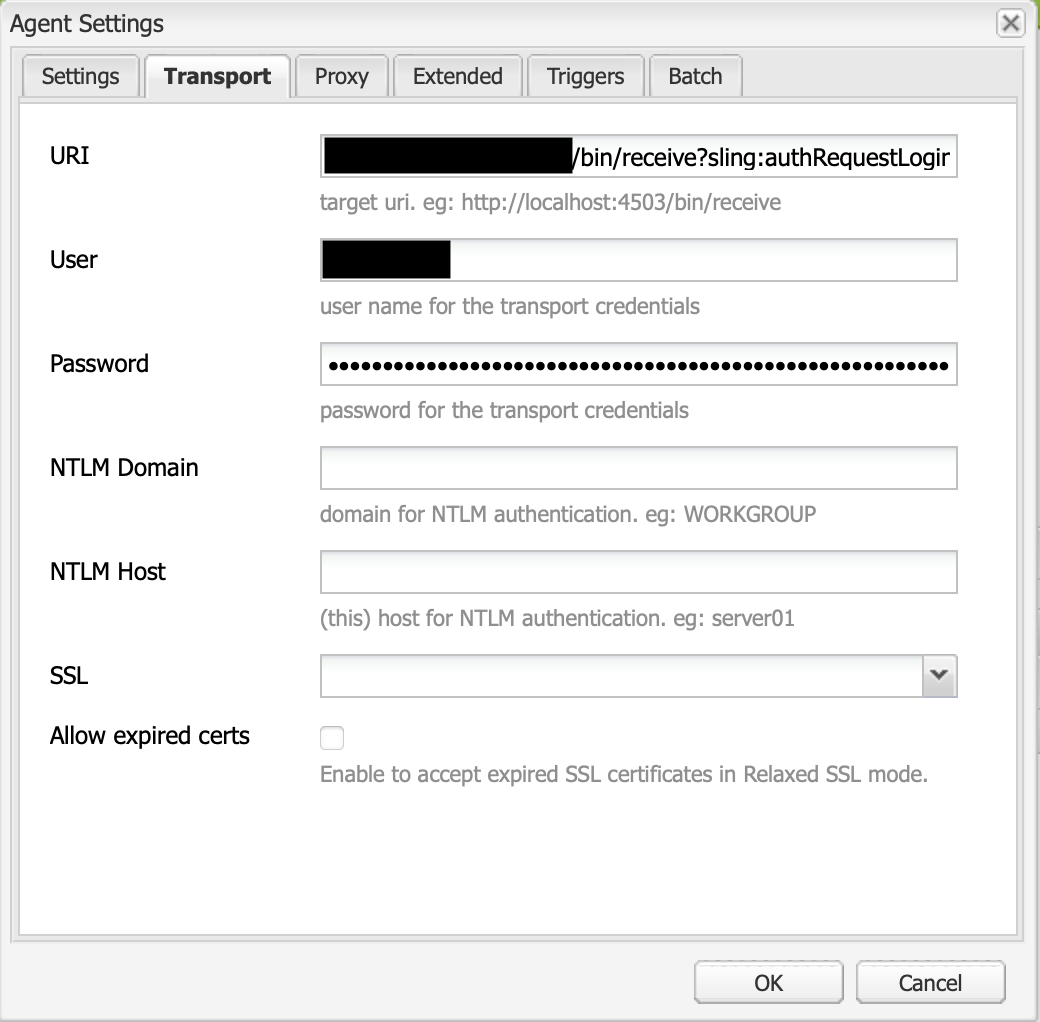 Agent Settings
Settings Transport Proxy Extended Triggers Batch
URI /bin/receive?sling:authRequestLogin
target uri. eg: http://localhost:4503/bin/receive
User
user name for the transport credentials
Password ••••••••••••••••••••••••••••••••••••••••••••••••••••••••
password for the transport credentials
NTLM Domain
domain for NTLM authentication. eg: WORKGROUP
NTLM Host
(this) host for NTLM authentication. eg: server01
SSL
Allow expired certs
Enable to accept expired SSL certificates in Relaxed SSL mode.
OK Cancel